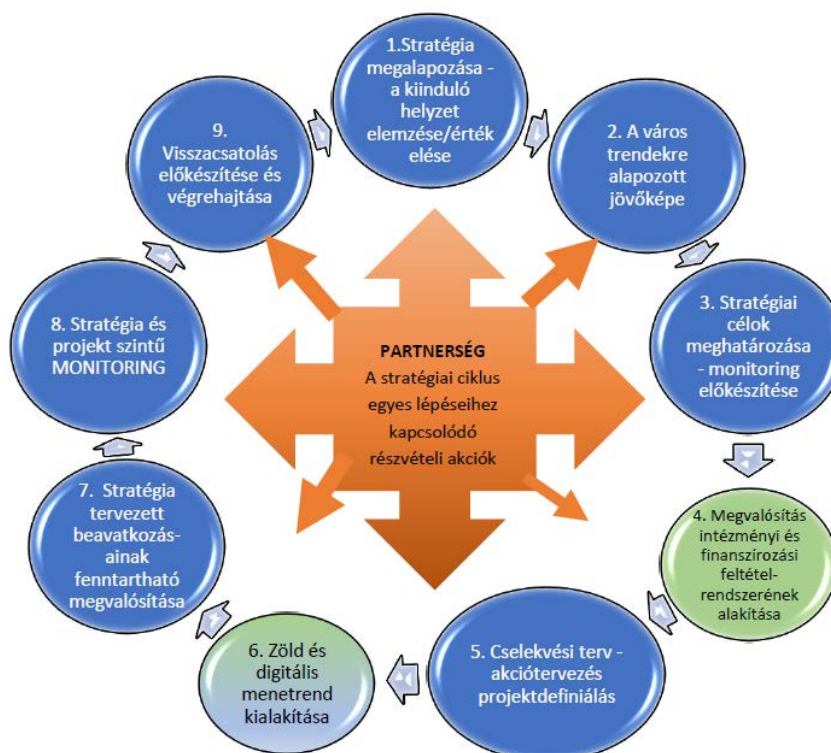 1.Stratégia
megalapozása -
a kiinduló
helyzet
elemzése/érték
elése
2. A város
trendekre
alapozott
jövőképe
3. Stratégiai
célok
meghatározása
- monitoring
előkészítése
4. Megvalósítás
intézményi és
finanszírozási
feltétel-
rendszerének
alakítása
5. Cselekvési terv -
akciótervezés
projektdefiniálás
6. Zöld és
digitális
menetrend
kialakítása
7. Stratégia
tervezett
beavatkozás-
ainak
fenntartható
megvalósítása
8. Stratégia és
projekt szintű
MONITORING
9.
Visszacsatolás
előkészítése és
végrehajtása
PARTNERSÉG
A stratégiai ciklus
egyes lépéseihez
kapcsolódó
részvételi akciók